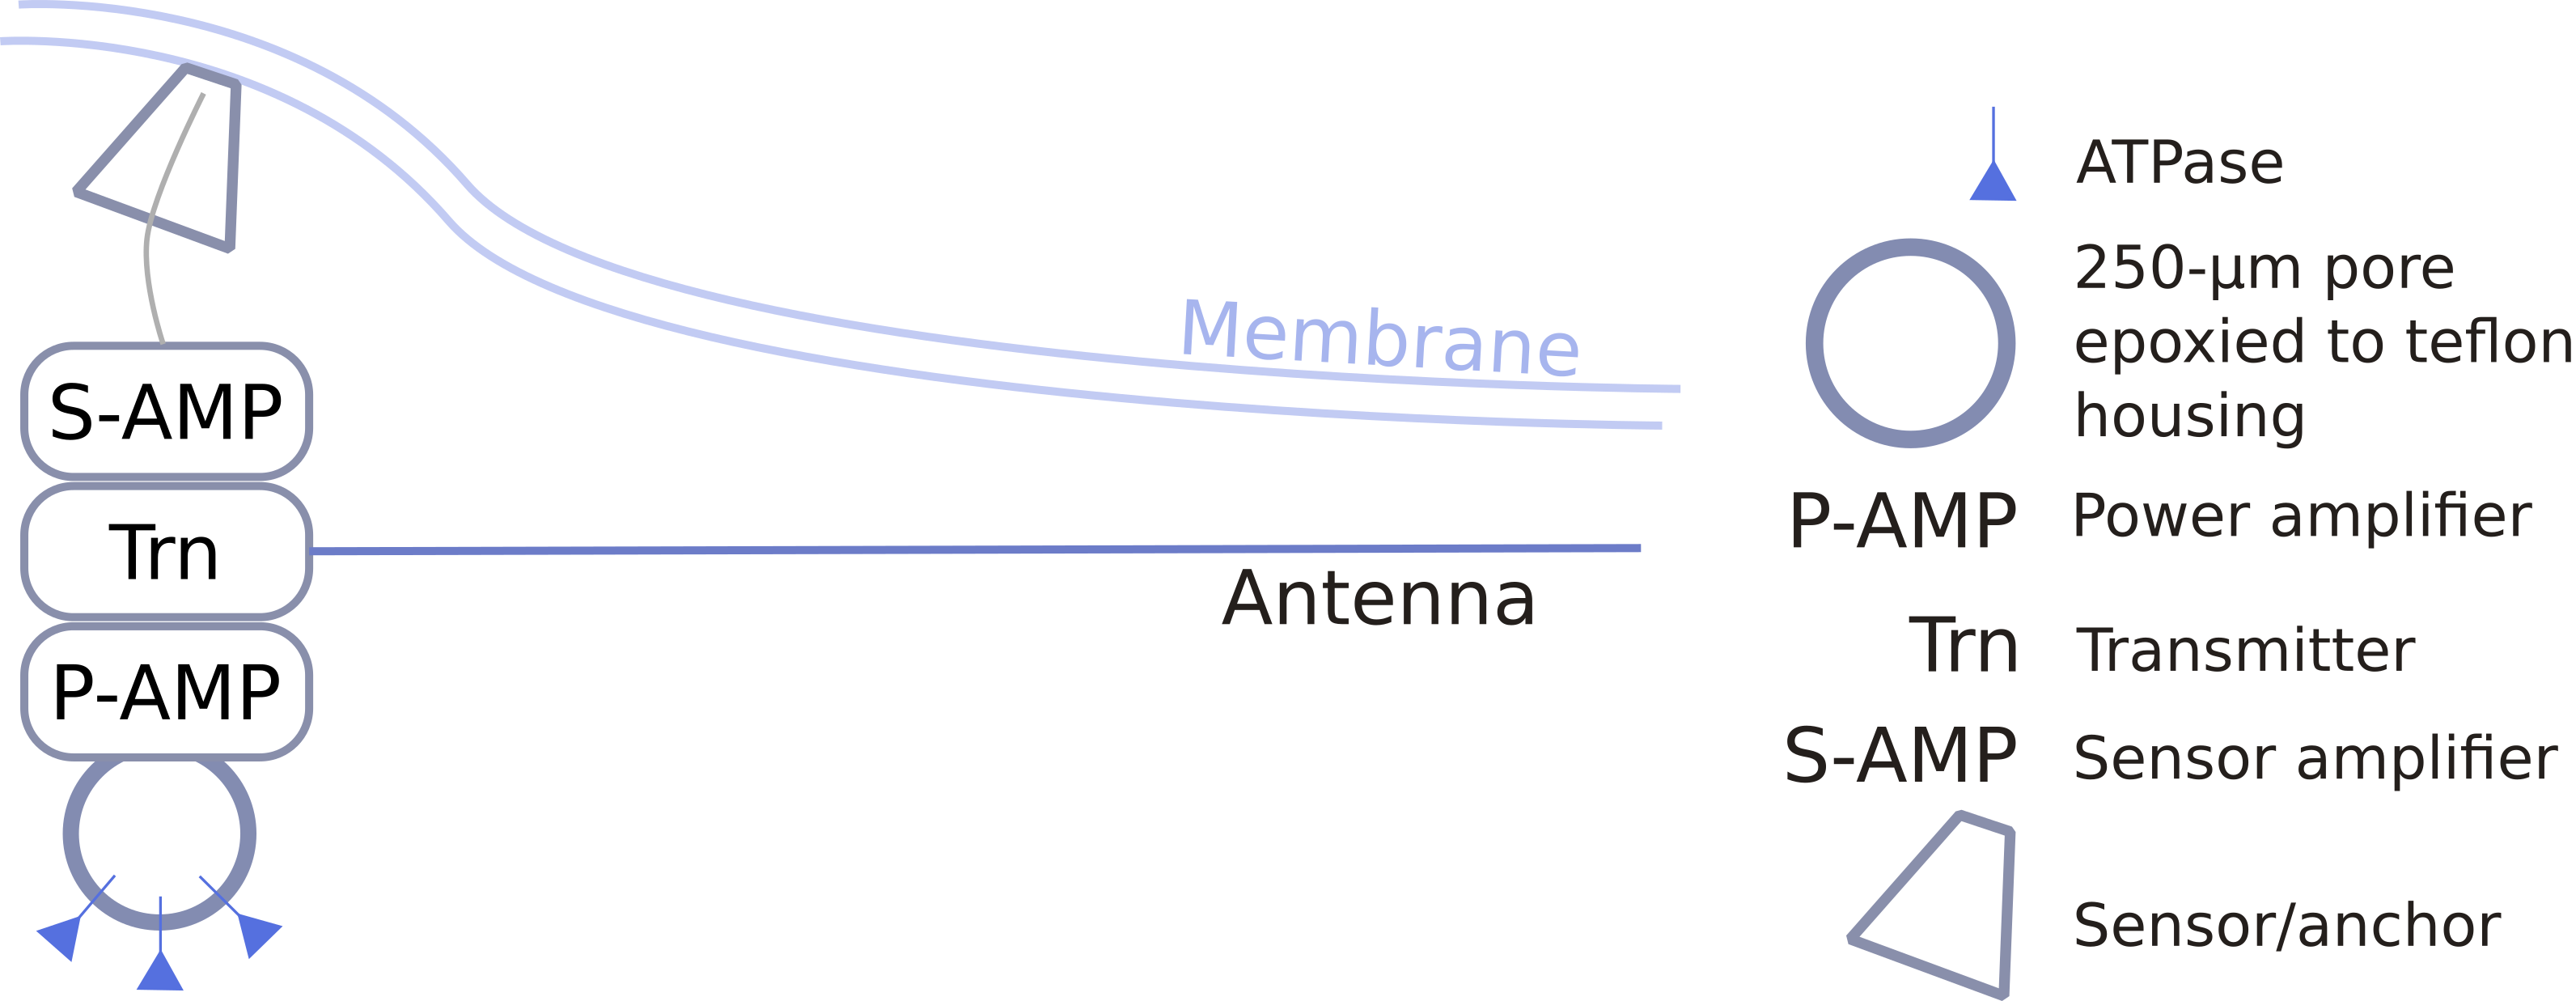 S-AMP
Trn
P-AMP
Membrane
Antenna
ATPase
250-µm pore
epoxied to teflon
housing
P-AMP Power amplifier
Trn Transmitter
S-AMP Sensor amplifier
Sensor/anchor